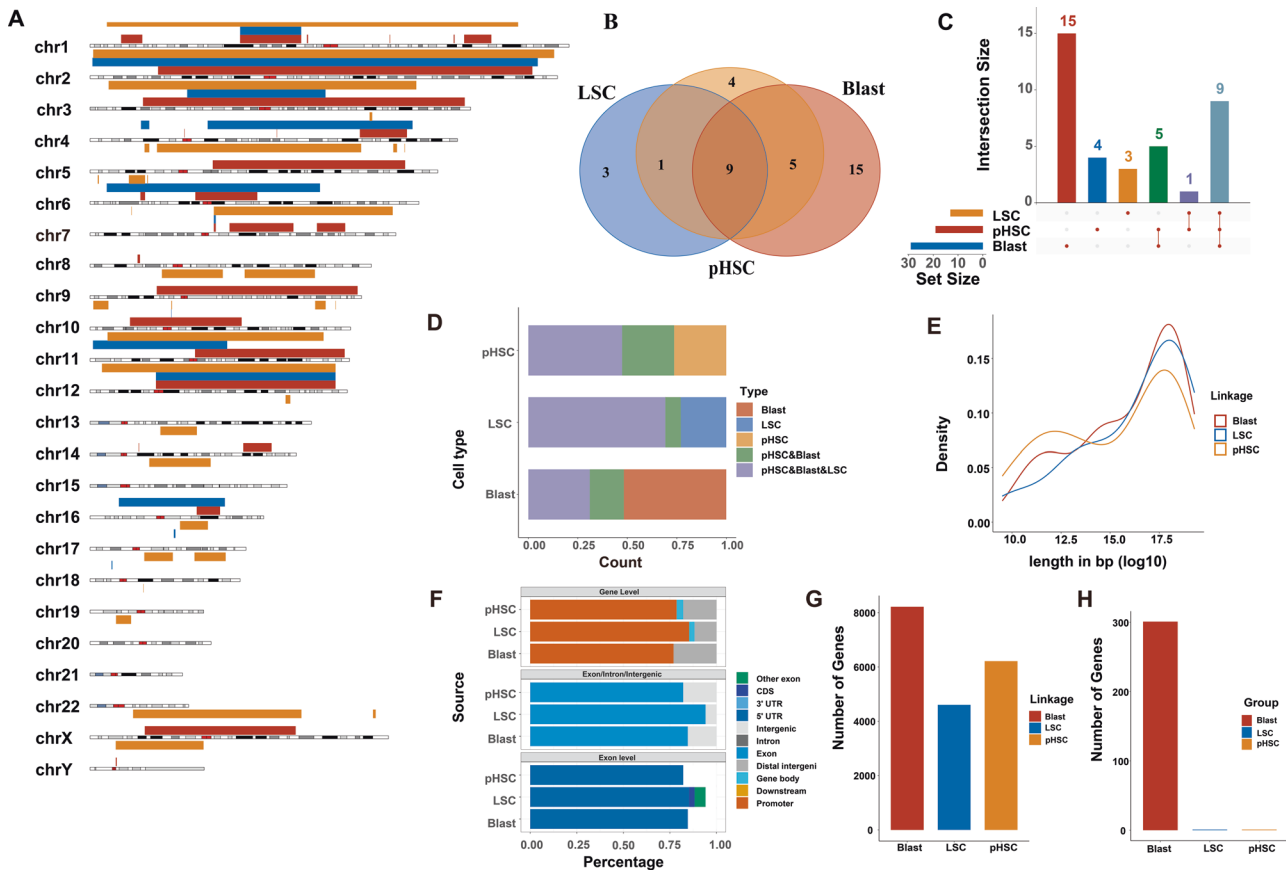 A
chr1
chr2
chr3
chr4
chr5
chr6
chr7
chr8
chr9
chr10
chr11
chr12
chr13
chr14
chr15
chr16
chr17
chr18
chr19
chr20
chr21
chr22
chrX
chrY
B
LSC
Blast
pHSC
4
3
1
9
5
15
C
Intersection Size
15
10
5
0
15
4
3
5
1
9
LSC
pHSC
Blast
30
20
10
0
Set Size
D
Cell type
pHSC
LSC
Blast
0.00
0.25
0.50
0.75
1.00
Count
Type
Blast
LSC
pHSC
pHSC&Blast
pHSC&Blast&LSC
E
Density
0.15
0.10
0.05
0.00
10.0
12.5
15.0
17.5
length in bp (log10)
Linkage
Blast
LSC
pHSC
F
Source
Gene Level
pHSC
LSC
Blast
Exon/Intron/Intergenic
pHSC
LSC
Blast
Exon level
pHSC
LSC
Blast
0.00
0.25
0.50
0.75
1.00
Percentage
Other exon
CDS
3' UTR
5' UTR
Intergenic
Intron
Exon
Distal intergeni
Gene body
Downstream
Promoter
G
Number of Genes
8000
6000
4000
2000
0
Blast
LSC
pHSC
Linkage
Blast
LSC
pHSC
H
Number of Genes
300
200
100
0
Blast
LSC
pHSC
Group
Blast
LSC
pHSC